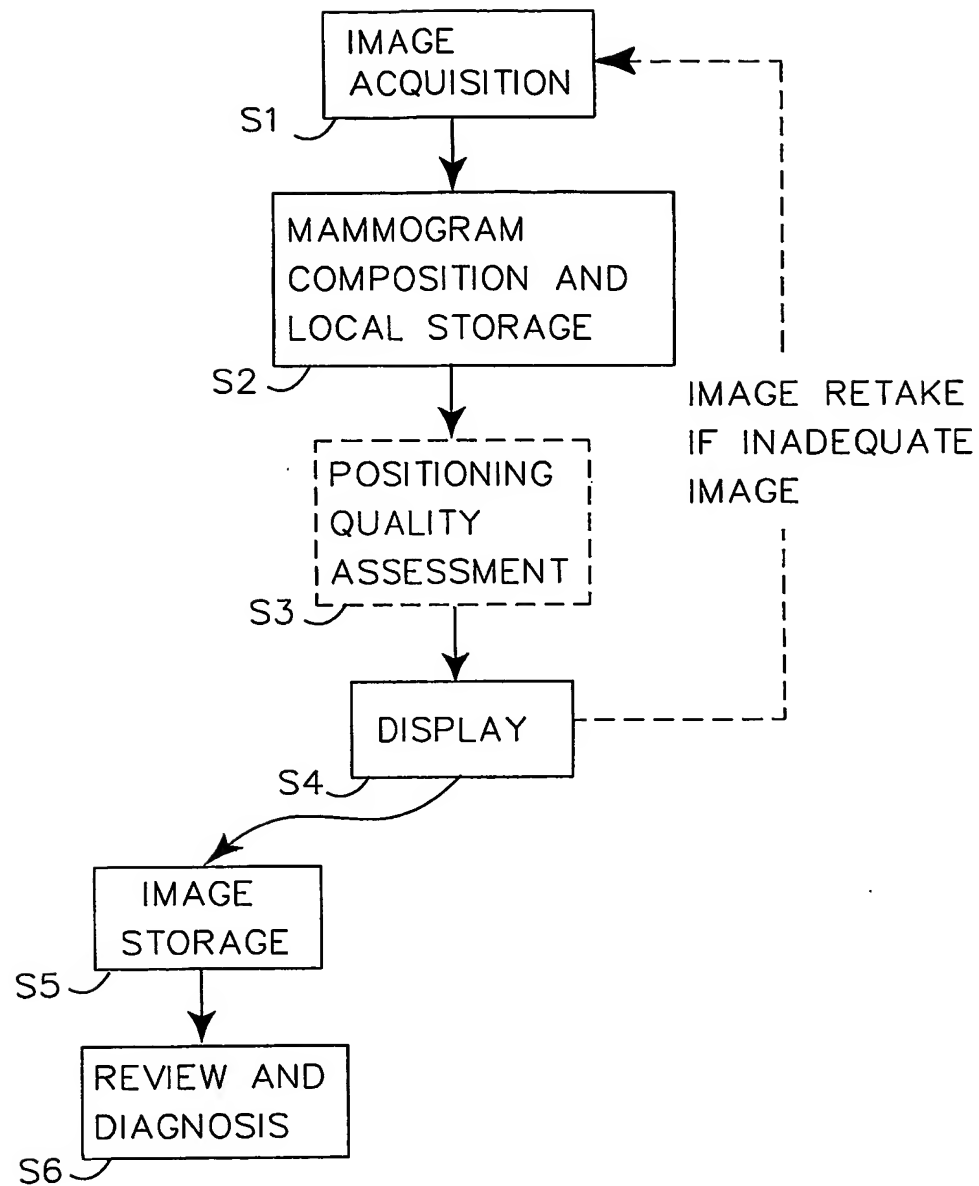 IMAGE
ACQUISITION
S1
MAMMOGRAM
COMPOSITION AND
LOCAL STORAGE
S2
IMAGE RETAKE
IF INADEQUATE
IMAGE
POSITIONING
QUALITY
ASSESSMENT
S3
DISPLAY
S4
IMAGE
STORAGE
S5
REVIEW AND
DIAGNOSIS
S6